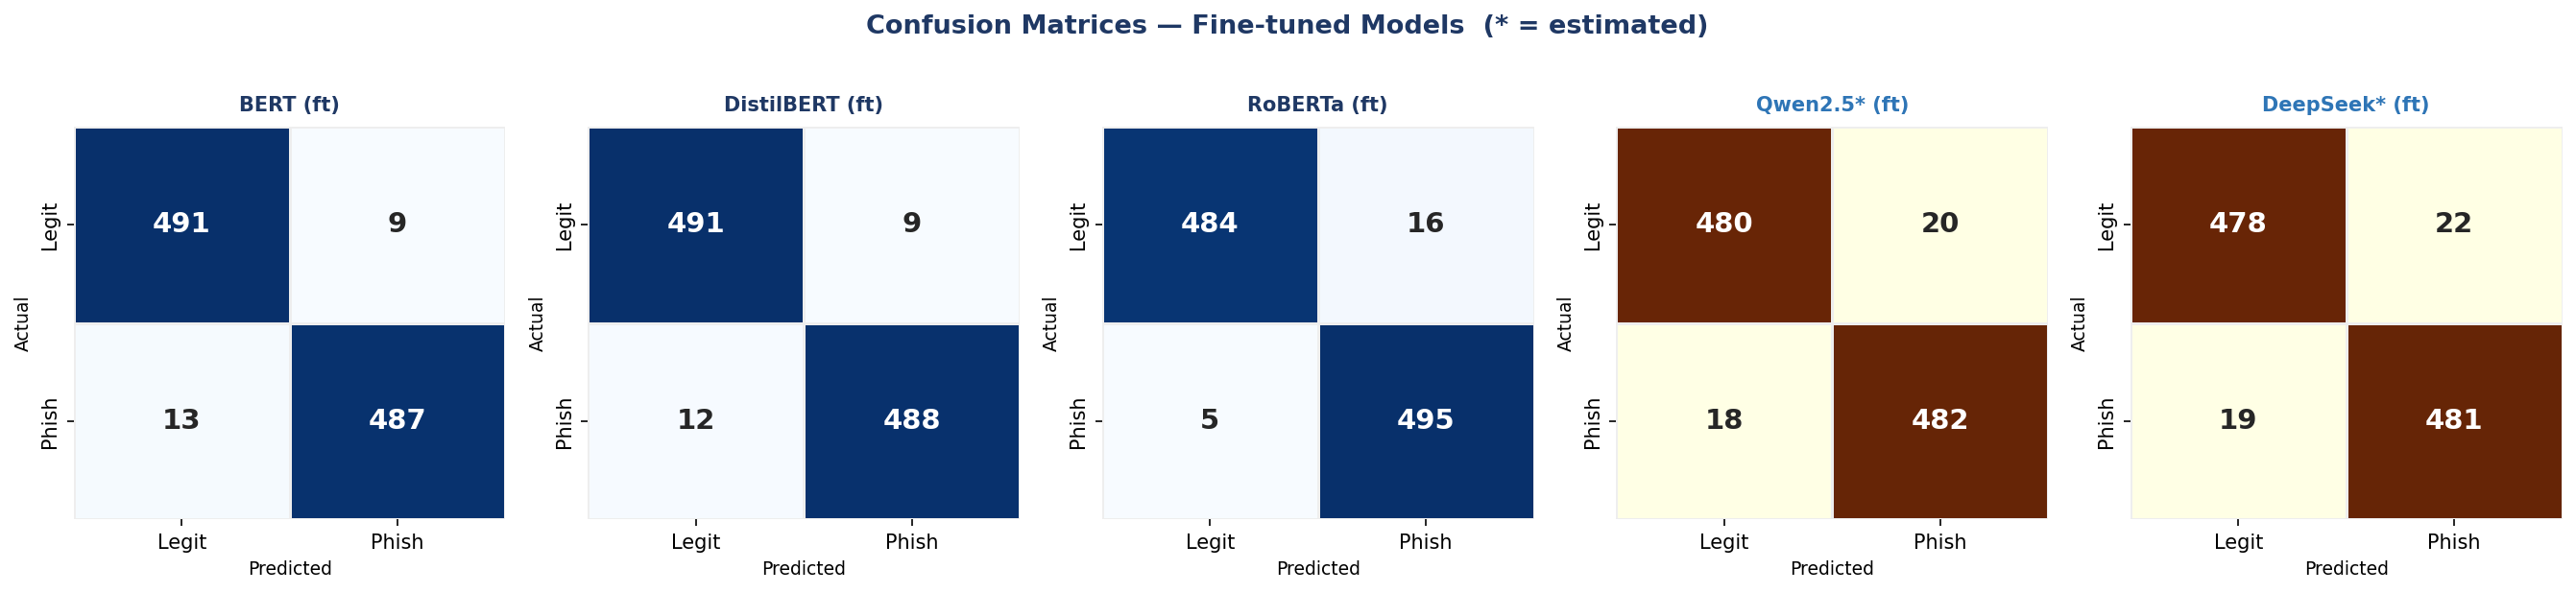 Confusion Matrices — Fine-tuned Models (* = estimated)
BERT (ft)
Actual
Legit
491
9
Phish
13
487
Legit
Phish
Predicted
DistilBERT (ft)
Actual
Legit
491
9
Phish
12
488
Legit
Phish
Predicted
RoBERTa (ft)
Actual
Legit
484
16
Phish
5
495
Legit
Phish
Predicted
Qwen2.5* (ft)
Actual
Legit
480
20
Phish
18
482
Legit
Phish
Predicted
DeepSeek* (ft)
Actual
Legit
478
22
Phish
19
481
Legit
Phish
Predicted